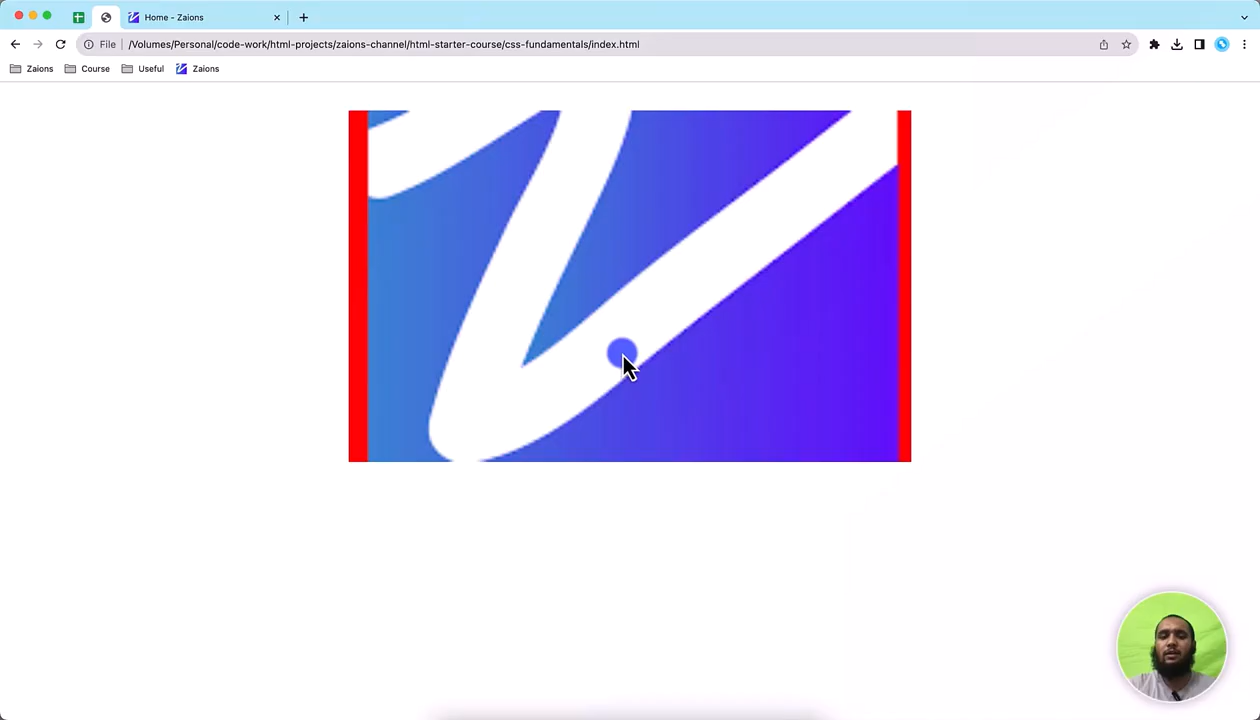 Home - Zaions
File
/Volumes/Personal/code-work/html-projects/zaions-channel/html-starter-course/css-fundamentals/index.html
Zaions
Course
Useful
Zaions